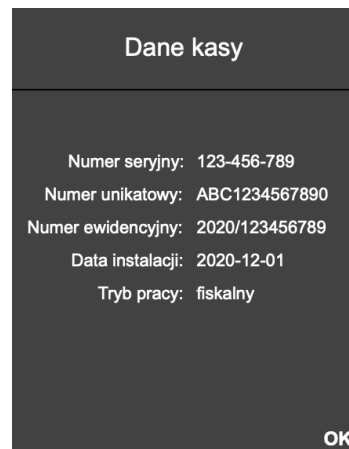 Dane kasy
Numer seryjny: 123-456-789
Numer unikatowy: ABC1234567890
Numer ewidencyjny: 2020/123456789
Data instalacji: 2020-12-01
Tryb pracy: fiskalny
OK